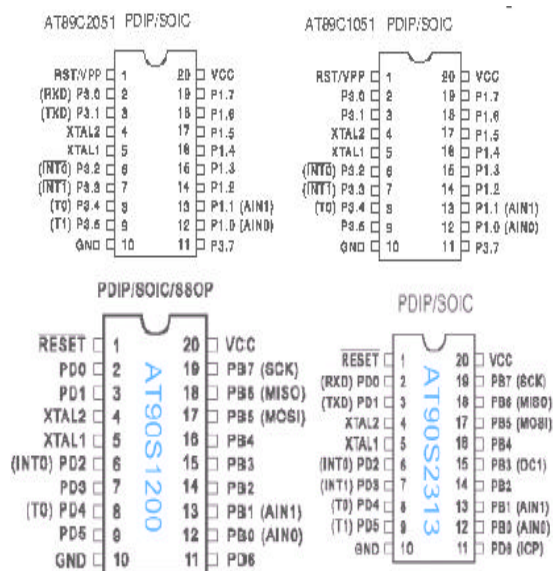 AT89C2051 PDIP/SOIC
RST/VPP 1 20 VCC
(RXD) P3.0 2 19 P1.7
(TXD) P3.1 3 18 P1.6
XTAL2 4 17 P1.5
XTAL1 5 16 P1.4
(INT0) P3.2 6 15 P1.3
(INT1) P3.3 7 14 P1.2
(T0) P3.4 8 13 P1.1 (AIN1)
(T1) P3.5 9 12 P1.0 (AIN0)
GND 10 11 P3.7
AT89C1051 PDIP/SOIC
RST/VPP 1 20 VCC
P3.0 2 19 P1.7
P3.1 3 18 P1.6
XTAL2 4 17 P1.5
XTAL1 5 16 P1.4
(INT0) P3.2 6 15 P1.3
(INT1) P3.3 7 14 P1.2
(T0) P3.4 8 13 P1.1 (AIN1)
P3.5 9 12 P1.0 (AIN0)
GND 10 11 P3.7
PDIP/SOIC/SSOP
RESET 1 20 VCC
PD0 2 19 PB7 (SCK)
PD1 3 18 PB6 (MISO)
XTAL2 4 17 PB5 (MOSI)
XTAL1 5 16 PB4
(INT0) PD2 6 15 PB3
PD3 7 14 PB2
(T0) PD4 8 13 PB1 (AIN1)
PD5 9 12 PB0 (AIN0)
GND 10 11 PD6
AT90S1200
PDIP/SOIC
RESET 1 20 VCC
(RXD) PD0 2 19 PB7 (SCK)
(TXD) PD1 3 18 PB6 (MISO)
XTAL2 4 17 PB5 (MOSI)
XTAL1 5 16 PB4
(INT0) PD2 6 15 PB3 (OC1)
(INT1) PD3 7 14 PB2
(T0) PD4 8 13 PB1 (AIN1)
(T1) PD5 9 12 PB0 (AIN0)
GND 10 11 PD6 (ICP)
AT90S2313